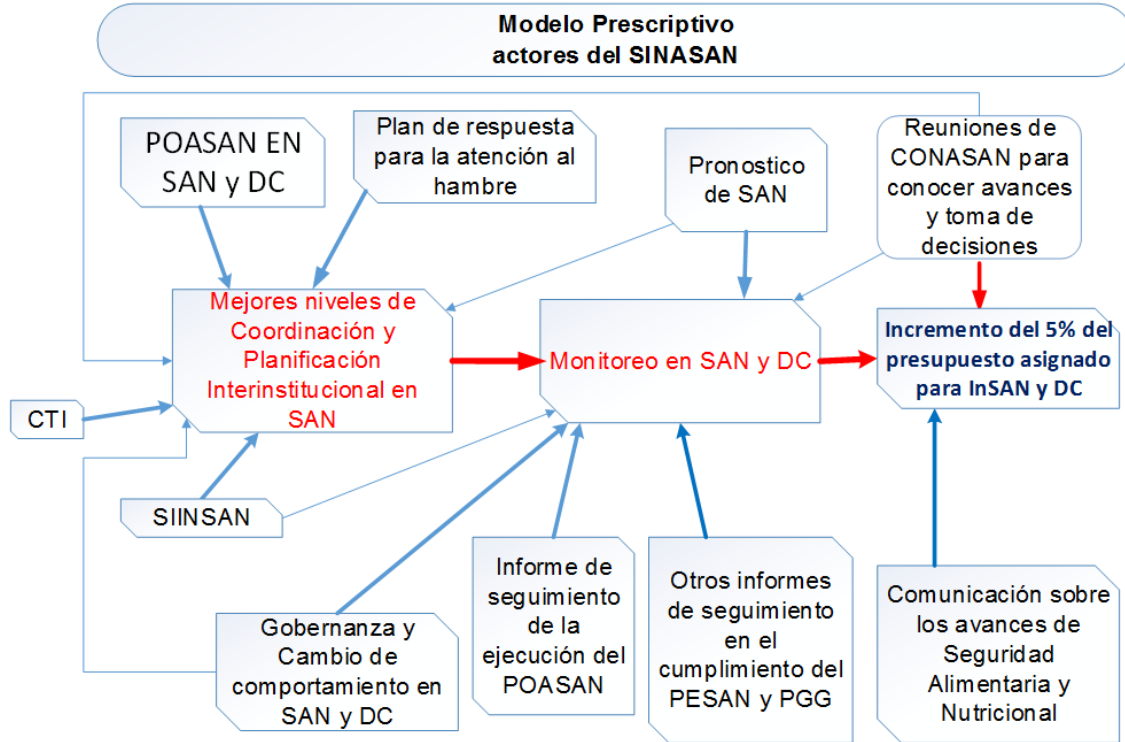 Modelo Prescriptivo
actores del SINASAN
POASAN EN
SAN y DC
Plan de respuesta
para la atención al
hambre
Pronostico
de SAN
Reuniones de
CONASAN para
conocer avances
y toma de
decisiones
Mejores niveles de
Coordinación y
Planificación
Interinstitucional en
SAN
Monitoreo en SAN y DC
Incremento del 5% del
presupuesto asignado
para InSAN y DC
CTI
SIINSAN
Gobernanza y
Cambio de
comportamiento en
SAN y DC
Informe de
seguimiento
de la
ejecución del
POASAN
Otros informes
de seguimiento
en el
cumplimiento del
PESAN y PGG
Comunicación sobre
los avances de
Seguridad
Alimentaria y
Nutricional